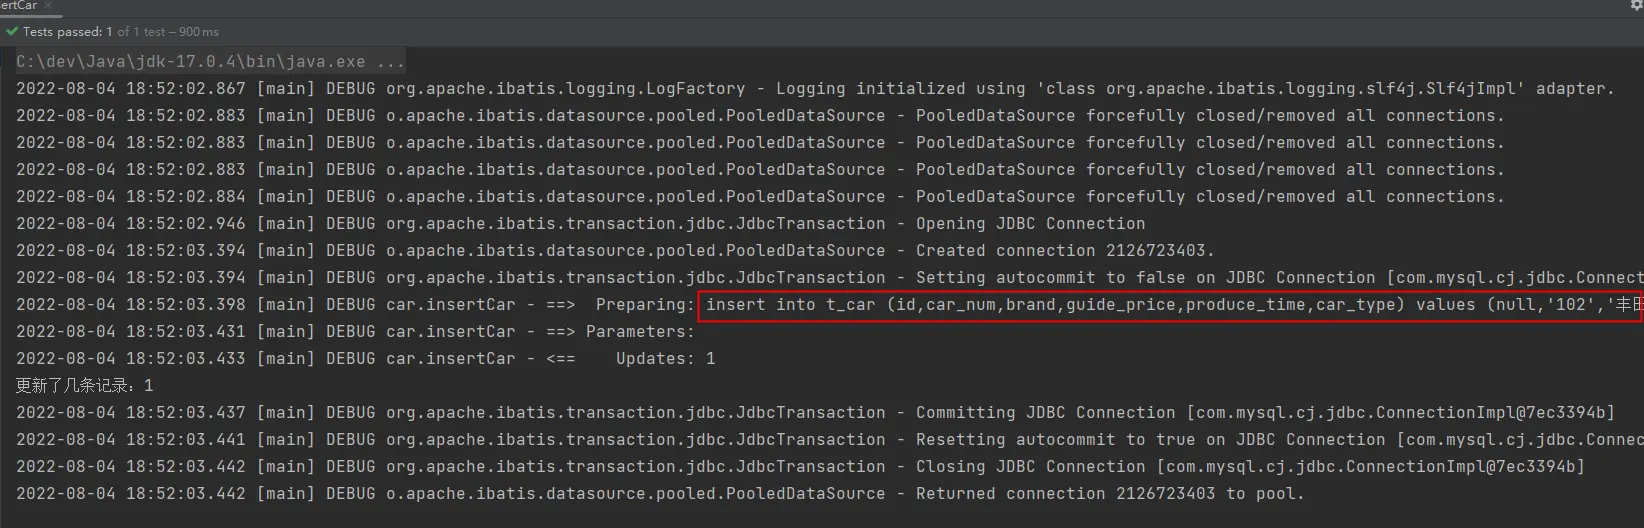 ertCar ×
Tests passed: 1 of 1 test – 900 ms
C:\dev\Java\jdk-17.0.4\bin\java.exe ...
2022-08-04 18:52:02.867 [main] DEBUG org.apache.ibatis.logging.LogFactory - Logging initialized using 'class org.apache.ibatis.logging.slf4j.Slf4jImpl' adapter.
2022-08-04 18:52:02.883 [main] DEBUG o.apache.ibatis.datasource.pooled.PooledDataSource - PooledDataSource forcefully closed/removed all connections.
2022-08-04 18:52:02.883 [main] DEBUG o.apache.ibatis.datasource.pooled.PooledDataSource - PooledDataSource forcefully closed/removed all connections.
2022-08-04 18:52:02.883 [main] DEBUG o.apache.ibatis.datasource.pooled.PooledDataSource - PooledDataSource forcefully closed/removed all connections.
2022-08-04 18:52:02.884 [main] DEBUG o.apache.ibatis.datasource.pooled.PooledDataSource - PooledDataSource forcefully closed/removed all connections.
2022-08-04 18:52:02.946 [main] DEBUG org.apache.ibatis.transaction.jdbc.JdbcTransaction - Opening JDBC Connection
2022-08-04 18:52:03.394 [main] DEBUG o.apache.ibatis.datasource.pooled.PooledDataSource - Created connection 2126723403.
2022-08-04 18:52:03.394 [main] DEBUG org.apache.ibatis.transaction.jdbc.JdbcTransaction - Setting autocommit to false on JDBC Connection [com.mysql.cj.jdbc.Connect
2022-08-04 18:52:03.398 [main] DEBUG car.insertCar - ==>  Preparing: insert into t_car (id,car_num,brand,guide_price,produce_time,car_type) values (null,'102','丰田
2022-08-04 18:52:03.431 [main] DEBUG car.insertCar - ==> Parameters:
2022-08-04 18:52:03.433 [main] DEBUG car.insertCar - <==    Updates: 1
更新了几条记录：1
2022-08-04 18:52:03.437 [main] DEBUG org.apache.ibatis.transaction.jdbc.JdbcTransaction - Committing JDBC Connection [com.mysql.cj.jdbc.ConnectionImpl@7ec3394b]
2022-08-04 18:52:03.441 [main] DEBUG org.apache.ibatis.transaction.jdbc.JdbcTransaction - Resetting autocommit to true on JDBC Connection [com.mysql.cj.jdbc.Connec
2022-08-04 18:52:03.442 [main] DEBUG org.apache.ibatis.transaction.jdbc.JdbcTransaction - Closing JDBC Connection [com.mysql.cj.jdbc.ConnectionImpl@7ec3394b]
2022-08-04 18:52:03.442 [main] DEBUG o.apache.ibatis.datasource.pooled.PooledDataSource - Returned connection 2126723403 to pool.